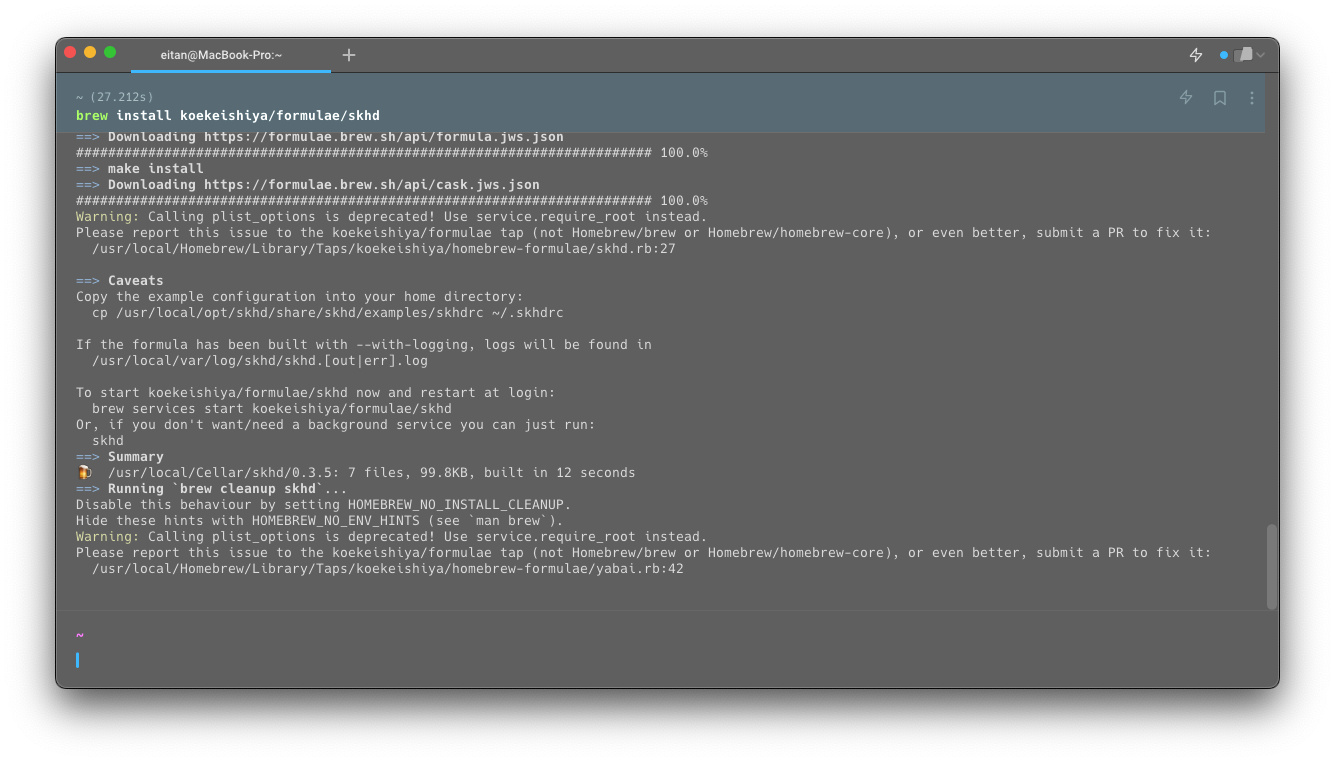 eitan@MacBook-Pro:~
~ (27.212s)
brew install koekeishiya/formulae/skhd
==> Downloading https://formulae.brew.sh/api/formula.jws.json
######################################################################## 100.0%
==> make install
==> Downloading https://formulae.brew.sh/api/cask.jws.json
######################################################################## 100.0%
Warning: Calling plist_options is deprecated! Use service.require_root instead.
Please report this issue to the koekeishiya/formulae tap (not Homebrew/brew or Homebrew/homebrew-core), or even better, submit a PR to fix it:
  /usr/local/Homebrew/Library/Taps/koekeishiya/homebrew-formulae/skhd.rb:27

==> Caveats
Copy the example configuration into your home directory:
  cp /usr/local/opt/skhd/share/skhd/examples/skhdrc ~/.skhdrc

If the formula has been built with --with-logging, logs will be found in
  /usr/local/var/log/skhd/skhd.[out|err].log

To start koekeishiya/formulae/skhd now and restart at login:
  brew services start koekeishiya/formulae/skhd
Or, if you don't want/need a background service you can just run:
  skhd
==> Summary
🍺  /usr/local/Cellar/skhd/0.3.5: 7 files, 99.8KB, built in 12 seconds
==> Running `brew cleanup skhd`...
Disable this behaviour by setting HOMEBREW_NO_INSTALL_CLEANUP.
Hide these hints with HOMEBREW_NO_ENV_HINTS (see `man brew`).
Warning: Calling plist_options is deprecated! Use service.require_root instead.
Please report this issue to the koekeishiya/formulae tap (not Homebrew/brew or Homebrew/homebrew-core), or even better, submit a PR to fix it:
  /usr/local/Homebrew/Library/Taps/koekeishiya/homebrew-formulae/yabai.rb:42

~